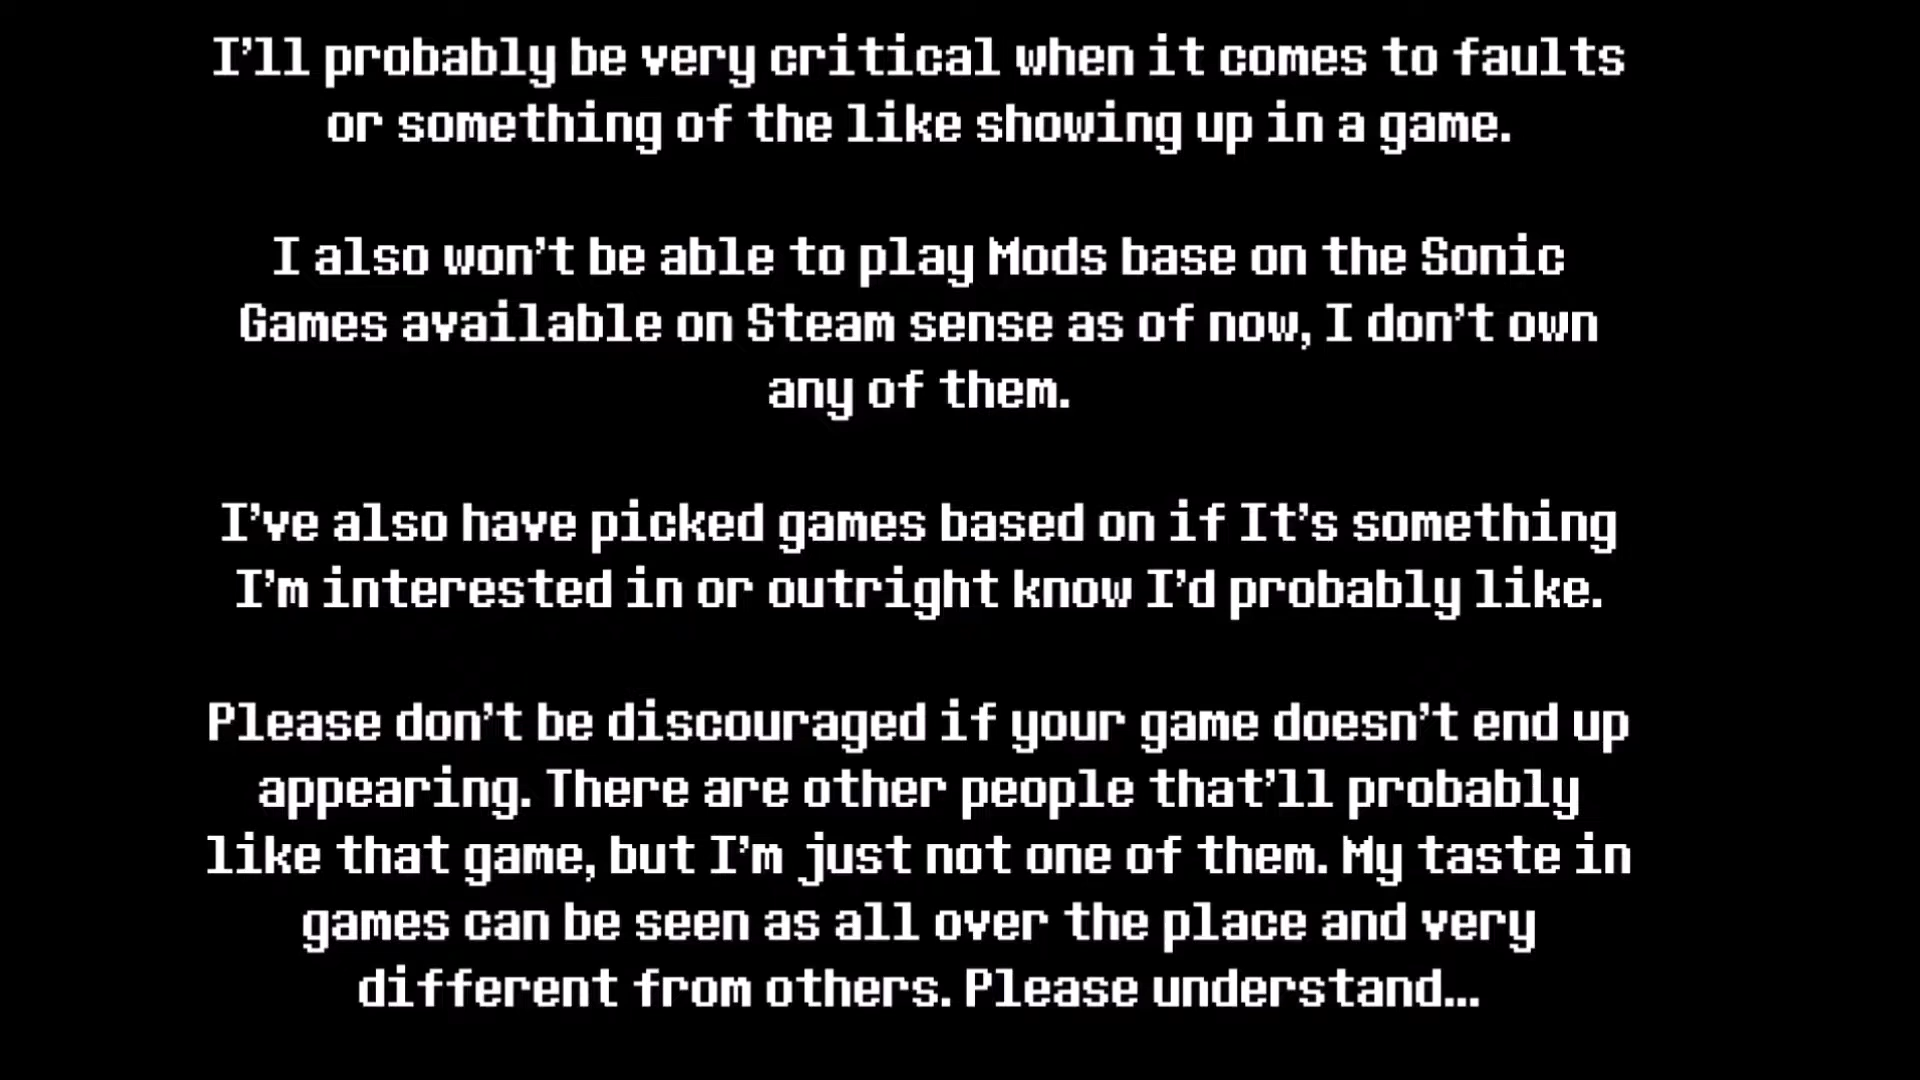 I'll probably be very critical when it comes to faults
or something of the like showing up in a game.
I also won't be able to play Mods base on the Sonic
Games available on Steam sense as of now, I don't own
any of them.
I've also have picked games based on if It's something
I'm interested in or outright know I'd probably like.
Please don't be discouraged if your game doesn't end up
appearing. There are other people that'll probably
like that game, but I'm just not one of them. My taste in
games can be seen as all over the place and very
different from others. Please understand...